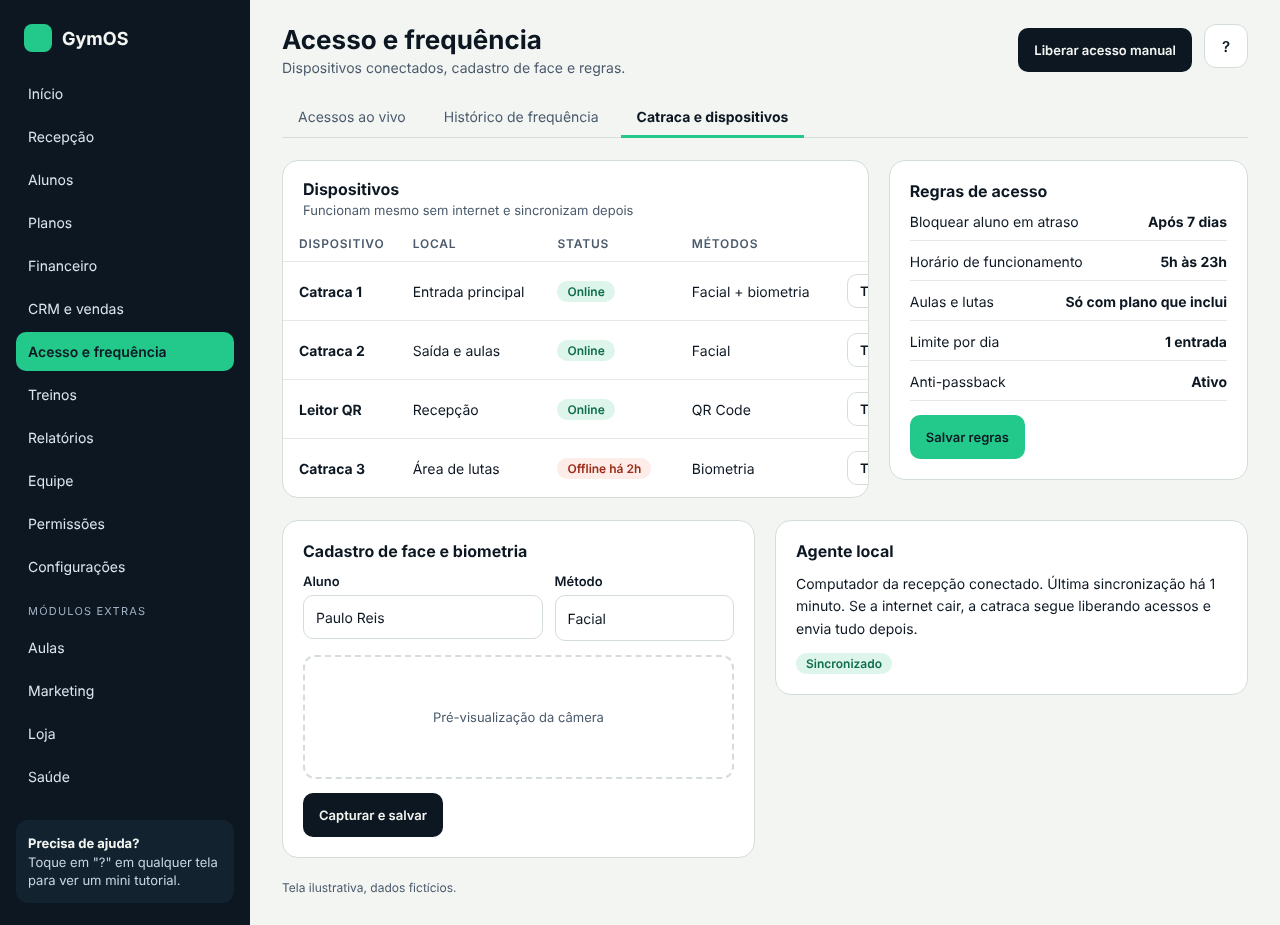 GymOS
Início
Recepção
Alunos
Planos
Financeiro
CRM e vendas
Acesso e frequência
Treinos
Relatórios
Equipe
Permissões
Configurações
MÓDULOS EXTRAS
Aulas
Marketing
Loja
Saúde
Precisa de ajuda?
Toque em "?" em qualquer tela
para ver um mini tutorial.
Acesso e frequência
Dispositivos conectados, cadastro de face e regras.
Liberar acesso manual
?
Acessos ao vivo
Histórico de frequência
Catraca e dispositivos
Dispositivos
Funcionam mesmo sem internet e sincronizam depois
DISPOSITIVO LOCAL STATUS MÉTODOS
Catraca 1 Entrada principal Online Facial + biometria T
Catraca 2 Saída e aulas Online Facial T
Leitor QR Recepção Online QR Code T
Catraca 3 Área de lutas Offline há 2h Biometria T
Regras de acesso
Bloquear aluno em atraso Após 7 dias
Horário de funcionamento 5h às 23h
Aulas e lutas Só com plano que inclui
Limite por dia 1 entrada
Anti-passback Ativo
Salvar regras
Cadastro de face e biometria
Aluno Método
Paulo Reis Facial
Pré-visualização da câmera
Capturar e salvar
Agente local
Computador da recepção conectado. Última sincronização há 1
minuto. Se a internet cair, a catraca segue liberando acessos e
envia tudo depois.
Sincronizado
Tela ilustrativa, dados fictícios.